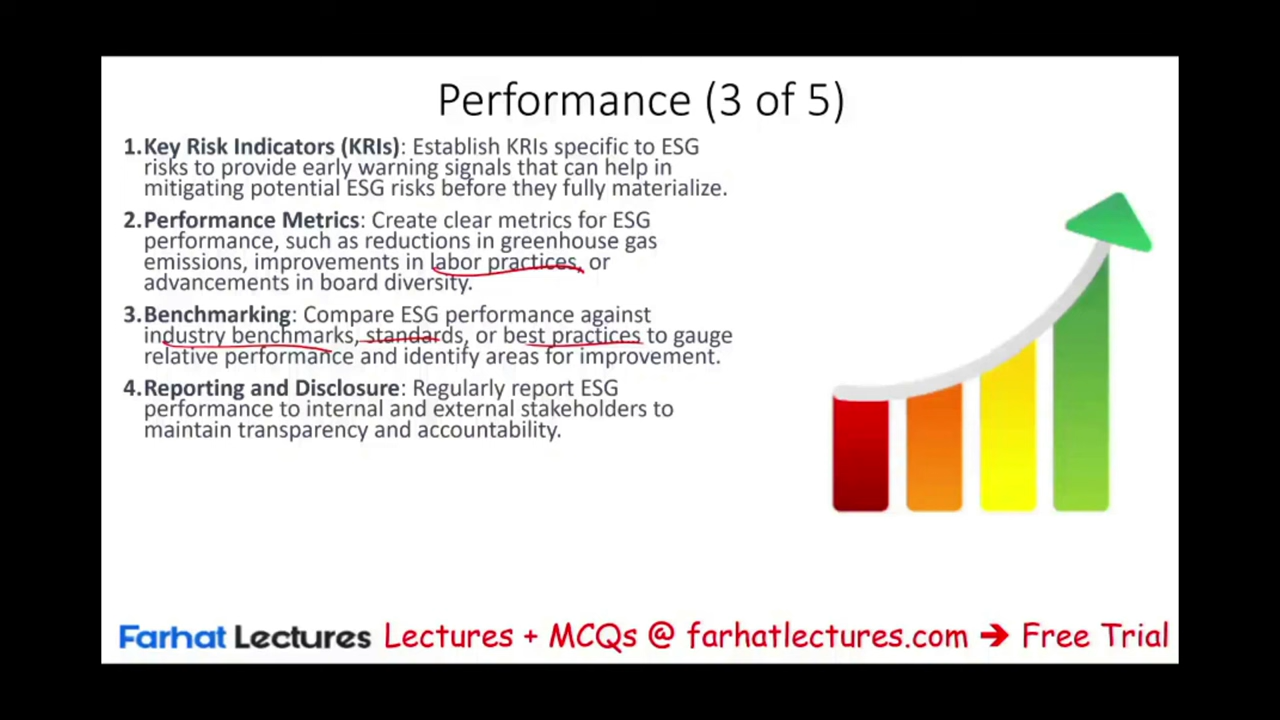 Performance (3 of 5)
1. Key Risk Indicators (KRIs): Establish KRIs specific to ESG
risks to provide early warning signals that can help in
mitigating potential ESG risks before they fully materialize.
2. Performance Metrics: Create clear metrics for ESG
performance, such as reductions in greenhouse gas
emissions, improvements in labor practices, or
advancements in board diversity.
3. Benchmarking: Compare ESG performance against
industry benchmarks, standards, or best practices to gauge
relative performance and identify areas for improvement.
4. Reporting and Disclosure: Regularly report ESG
performance to internal and external stakeholders to
maintain transparency and accountability.
Farhat Lectures Lectures + MCQs @ farhatlectures.com → Free Trial